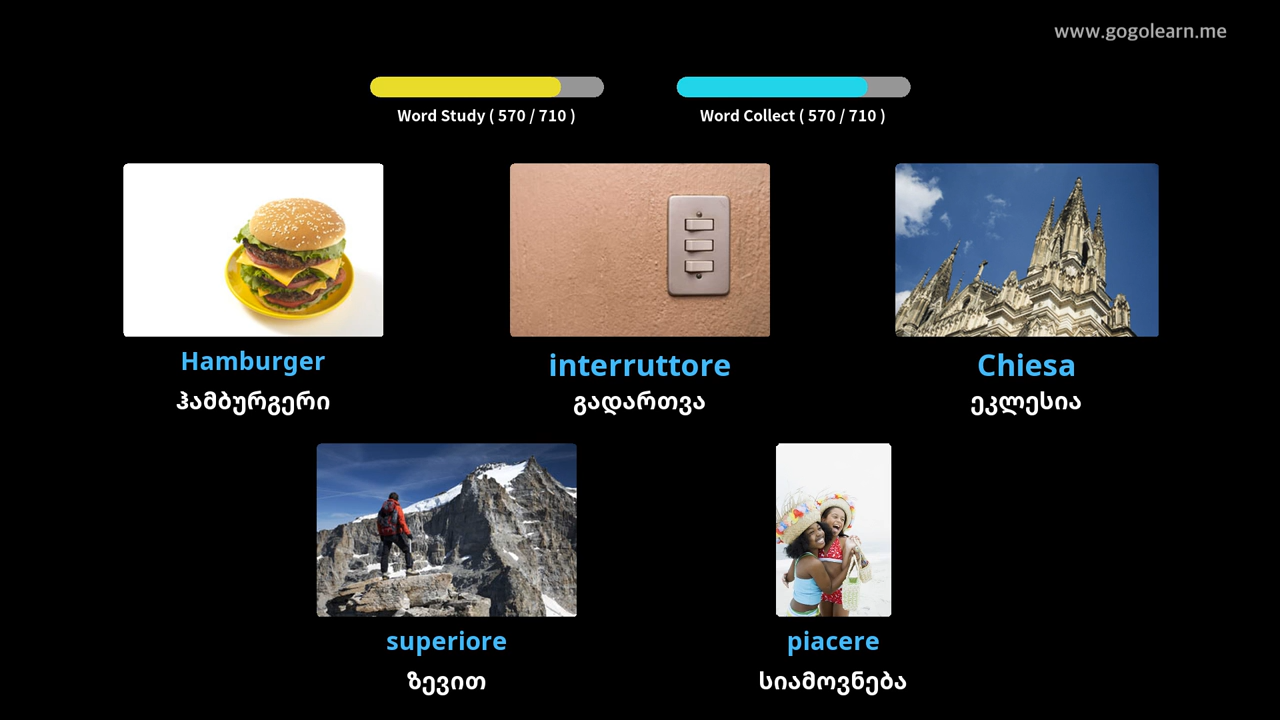 www.gogolearn.me
Word Study ( 570 / 710 )
Word Collect ( 570 / 710 )
Hamburger
ჰამბურგერი
interruttore
გადართვა
Chiesa
ეკლესია
superiore
ზევით
piacere
სიამოვნება